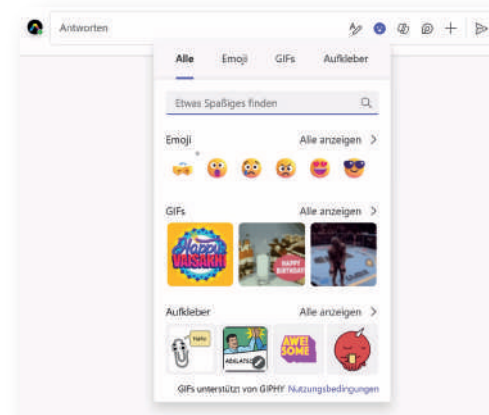 Antworten
Alle Emoji GIFs Aufkleber
Etwas Spaßiges finden
Emoji Alle anzeigen
GIFs Alle anzeigen
Happy
VAISAKHI
HAPPY
BIRTHDAY
Aufkleber Alle anzeigen
Hello
AWE!
SOME
GIFs unterstützt von GIPHY Nutzungsbedingungen